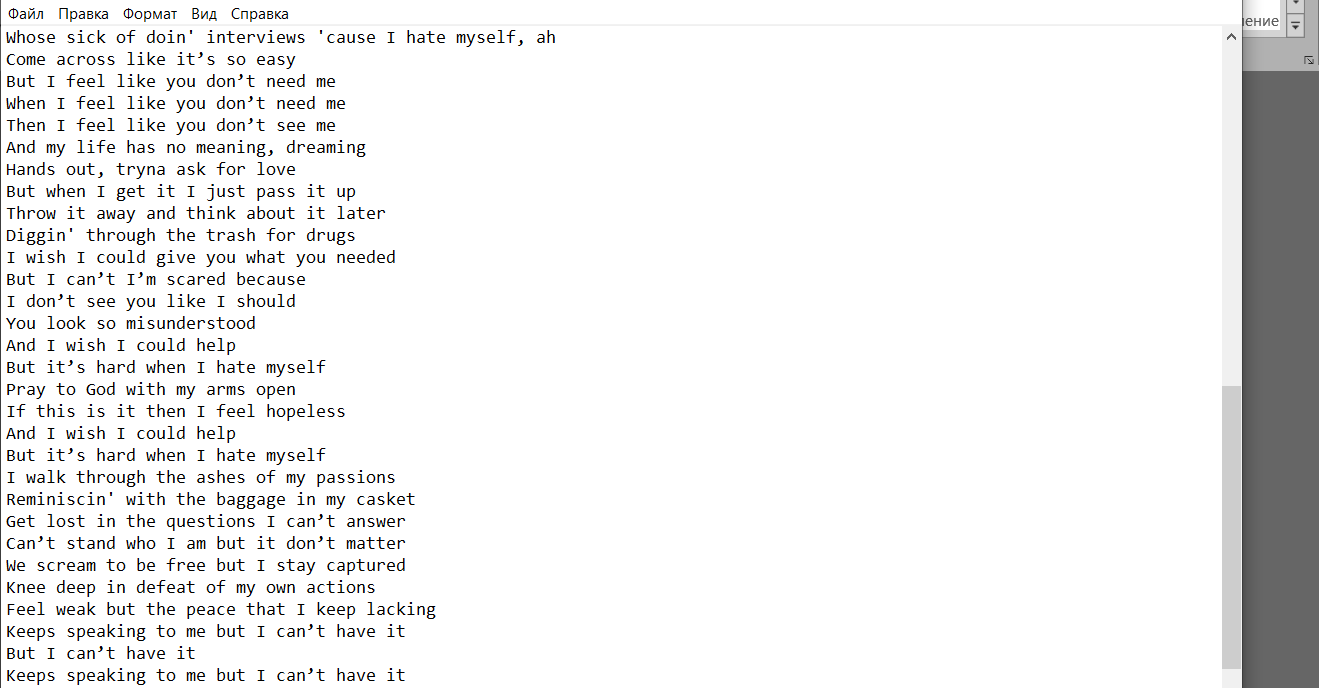 Файл Правка Формат Вид Справка
Whose sick of doin' interviews 'cause I hate myself, ah
Come across like it’s so easy
But I feel like you don’t need me
When I feel like you don’t need me
Then I feel like you don’t see me
And my life has no meaning, dreaming
Hands out, tryna ask for love
But when I get it I just pass it up
Throw it away and think about it later
Diggin' through the trash for drugs
I wish I could give you what you needed
But I can’t I’m scared because
I don’t see you like I should
You look so misunderstood
And I wish I could help
But it’s hard when I hate myself
Pray to God with my arms open
If this is it then I feel hopeless
And I wish I could help
But it’s hard when I hate myself
I walk through the ashes of my passions
Reminiscin' with the baggage in my casket
Get lost in the questions I can’t answer
Can’t stand who I am but it don’t matter
We scream to be free but I stay captured
Knee deep in defeat of my own actions
Feel weak but the peace that I keep lacking
Keeps speaking to me but I can’t have it
But I can’t have it
Keeps speaking to me but I can’t have it